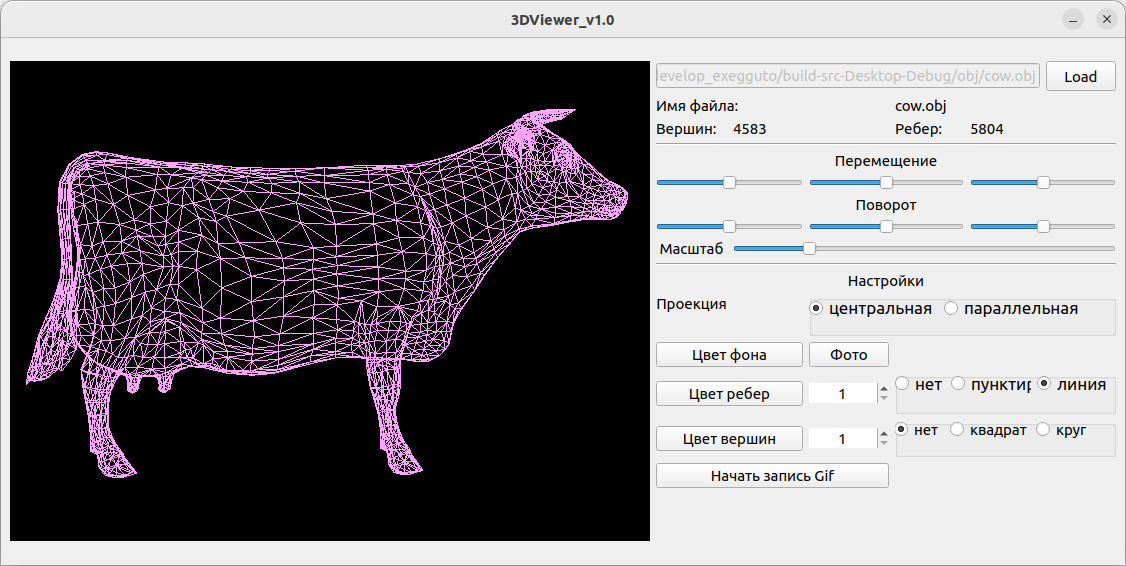 3DViewer_v1.0
evelop_exegguto/build-src-Desktop-Debug/obj/cow.obj Load
Имя файла: cow.obj
Вершин: 4583 Ребер: 5804
Перемещение
Поворот
Масштаб
Настройки
Проекция центральная параллельная
Цвет фона Фото
Цвет ребер 1 нет пунктир линия
Цвет вершин 1 нет квадрат круг
Начать запись Gif